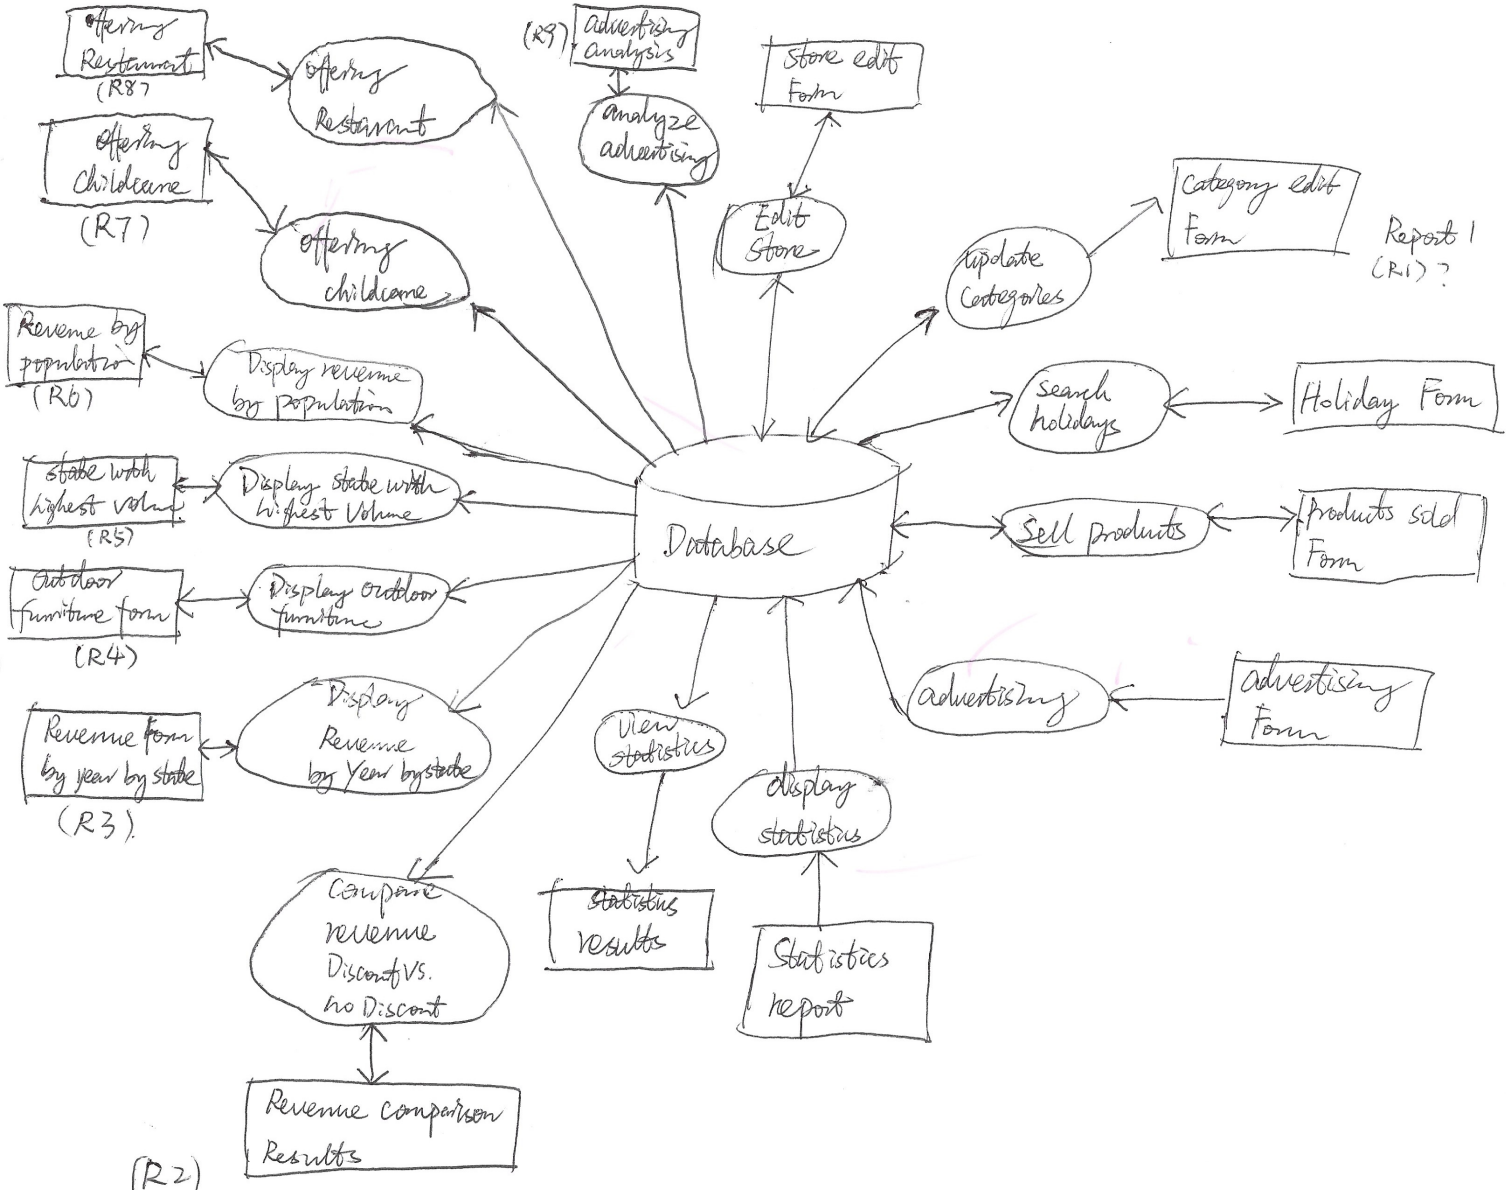 offering
Restaurant
(R8)
offering
Restaurant
(R9)
advertising
analysis
analyze
advertising
store edit
Form
offering
childcare
(R7)
offering
childcare
Edit
Store
update
categories
category edit
Form
Report 1
(R1)?
Revenue by
population
(R6)
Display revenue
by population
search
holidays
Holiday Form
state with
highest volume
(R5)
Display state with
highest Volume
Database
Sell products
products sold
Form
outdoor
furniture form
(R4)
Display outdoor
furniture
advertising
advertising
Form
Revenue Form
by year by state
(R3).
Display
Revenue
by Year by state
view
statistics
display
statistics
Compare
revenue
Discont VS.
no Discont
statistics
results
Statistics
report
Revenue comparison
Results
(R2)